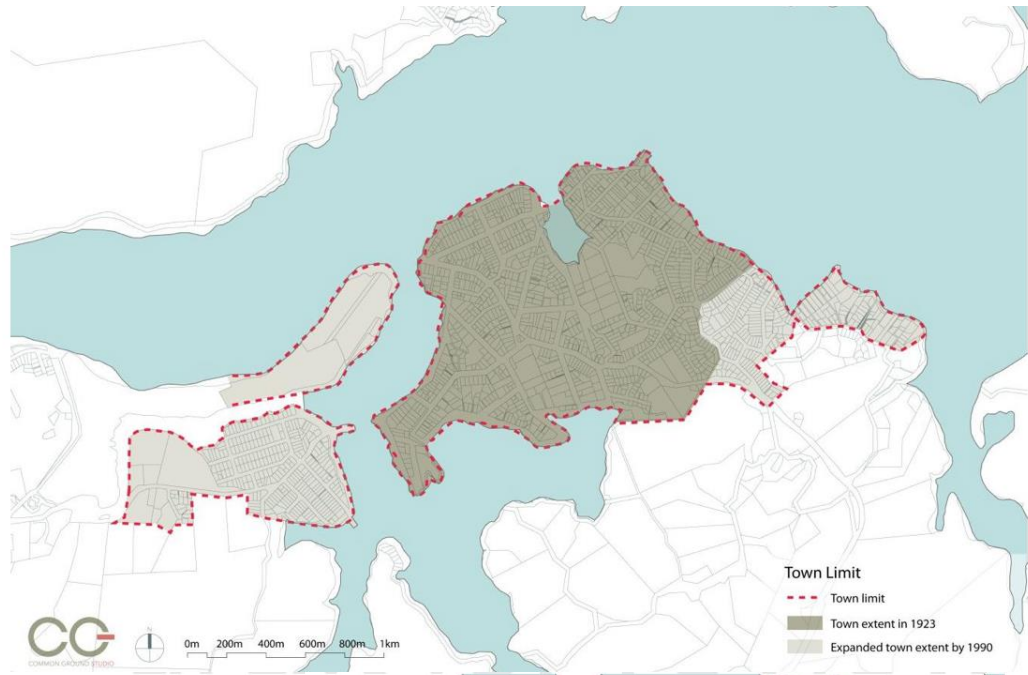 Town Limit
Town limit
Town extent in 1923
Expanded town extent by 1990
CG
COMMON GROUND STUDIO
N
0m 200m 400m 600m 800m 1km